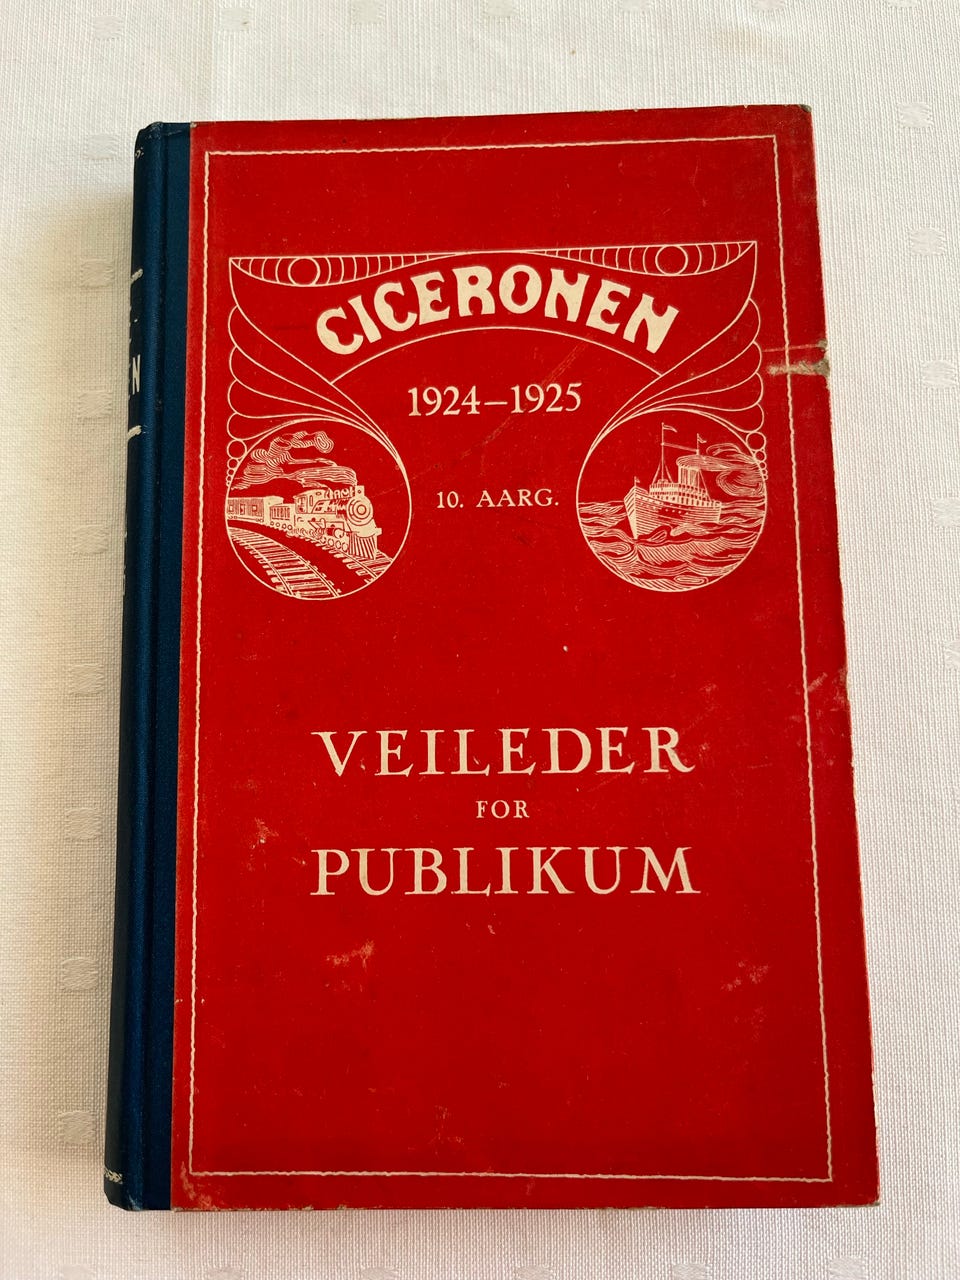 CICERONEN
1924–1925
10. AARG.
VEILEDER
FOR
PUBLIKUM